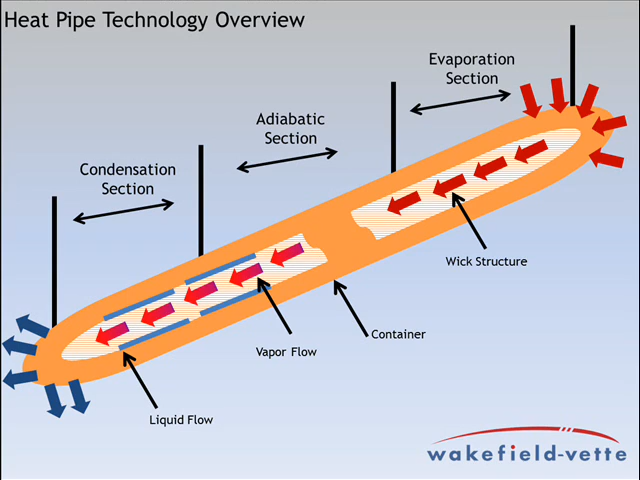 Heat Pipe Technology Overview
Evaporation
Section
Adiabatic
Section
Condensation
Section
Wick Structure
Container
Vapor Flow
Liquid Flow
wakefield-vette